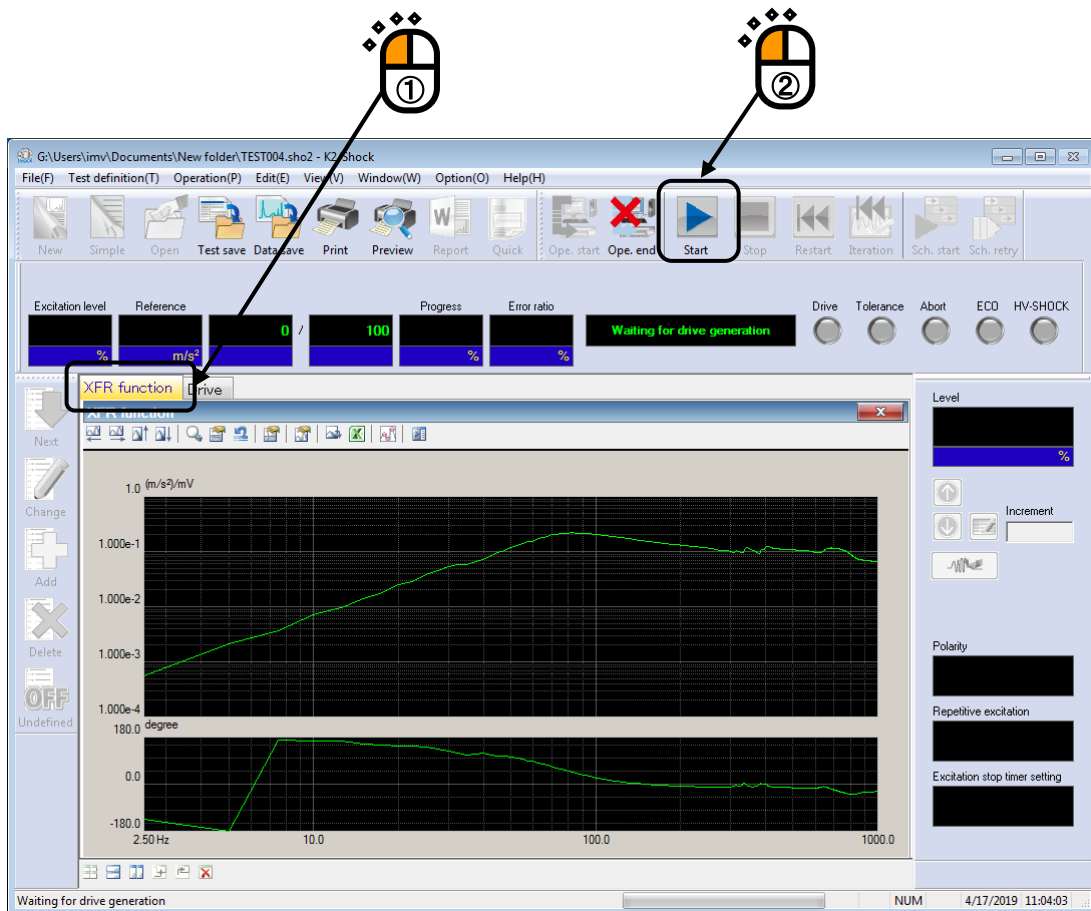 ①
②
G:\Users\imv\Documents\New folder\TEST004.sho2 - K2/Shock
File(F) Test definition(T) Operation(P) Edit(E) View(V) Window(W) Option(O) Help(H)
New Simple Open Test save Data save Print Preview Report Quick Ope. start Ope. end Start Stop Restart Iteration Sch. start Sch. retry
Excitation level Reference Progress Error ratio Drive Tolerance Abort ECO HV-SHOCK
0 / 100 Waiting for drive generation
% m/s² % %
XFR function Drive
XFR function
Next
Change
Add
Delete
OFF
Undefined
1.0 (m/s²)/mV
1.000e-1
1.000e-2
1.000e-3
1.000e-4
180.0 degree
0.0
-180.0
2.50 Hz 10.0 100.0 1000.0
Level
%
Increment
Polarity
Repetitive excitation
Excitation stop timer setting
Waiting for drive generation NUM 4/17/2019 11:04:03